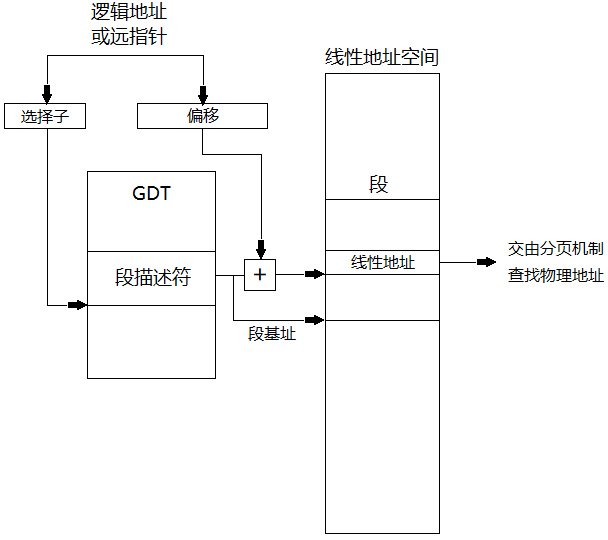 逻辑地址
或远指针
线性地址空间
选择子
偏移
GDT
段
段描述符
+
线性地址
交由分页机制
查找物理地址
段基址